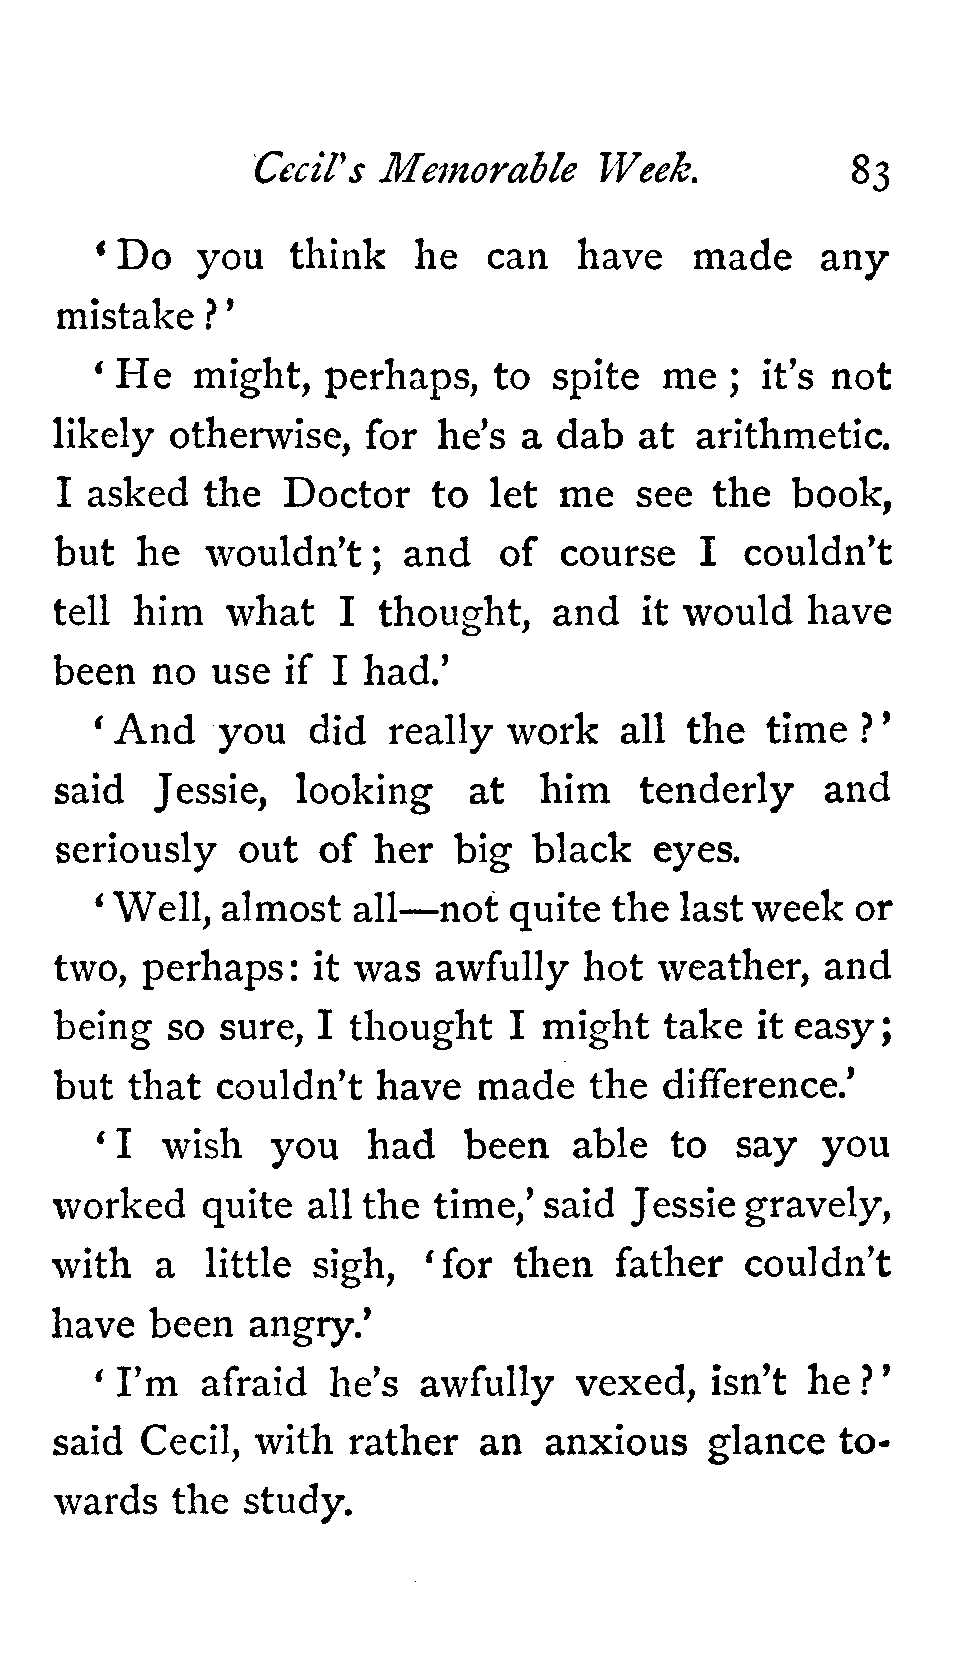 Cecil's Memorable Week. 83
‘Do you think he can have made any
mistake?’
‘He might, perhaps, to spite me; it's not
likely otherwise, for he's a dab at arithmetic.
I asked the Doctor to let me see the book,
but he wouldn't; and of course I couldn't
tell him what I thought, and it would have
been no use if I had.’
‘And you did really work all the time?’
said Jessie, looking at him tenderly and
seriously out of her big black eyes.
‘Well, almost all—not quite the last week or
two, perhaps: it was awfully hot weather, and
being so sure, I thought I might take it easy;
but that couldn't have made the difference.’
‘I wish you had been able to say you
worked quite all the time,’ said Jessie gravely,
with a little sigh, ‘for then father couldn't
have been angry.’
‘I'm afraid he's awfully vexed, isn't he?’
said Cecil, with rather an anxious glance to-
wards the study.